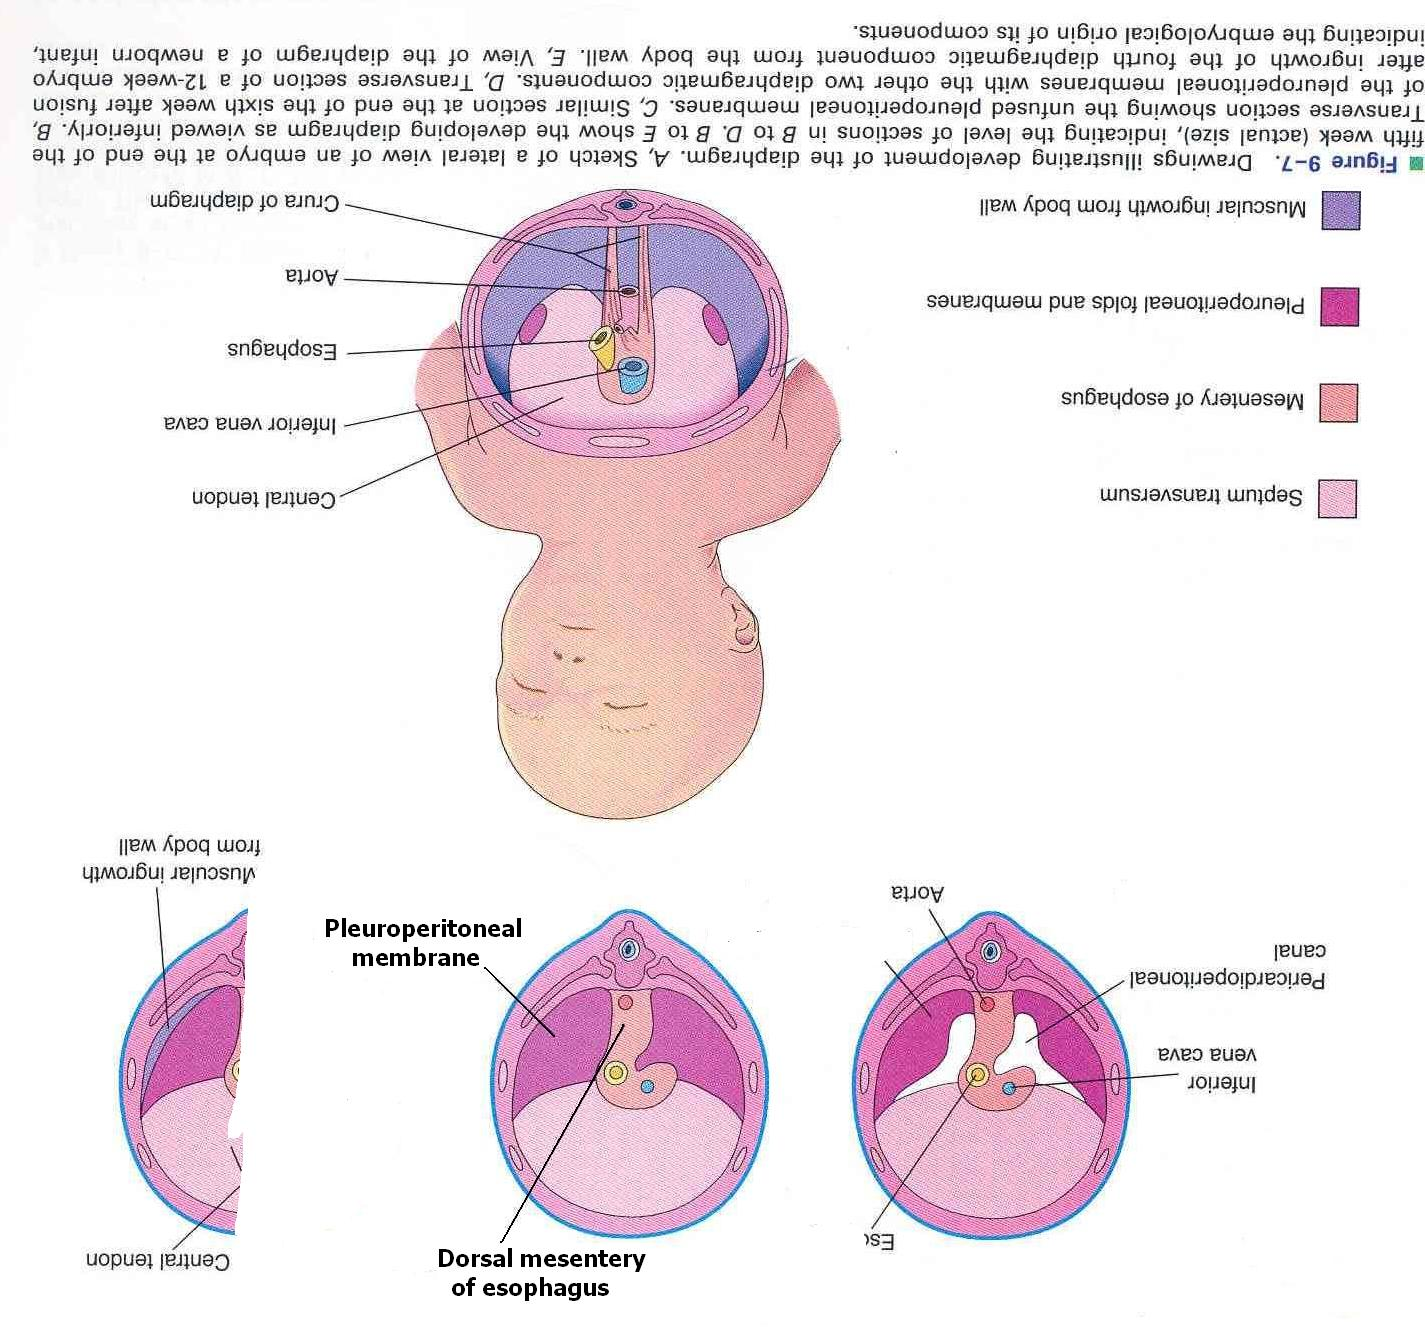 Eso
Inferior
vena cava
Pericardioperitoneal
canal
Aorta
Dorsal mesentery
of esophagus
Pleuroperitoneal
membrane
Central tendon
Muscular ingrowth
from body wall
Septum transversum
Mesentery of esophagus
Pleuroperitoneal folds and membranes
Muscular ingrowth from body wall
Central tendon
Inferior vena cava
Esophagus
Aorta
Crura of diaphragm
Figure 9–7. Drawings illustrating development of the diaphragm. A, Sketch of a lateral view of an embryo at the end of the
fifth week (actual size), indicating the level of sections in B to D. B to E show the developing diaphragm as viewed inferiorly. B,
Transverse section showing the unfused pleuroperitoneal membranes. C, Similar section at the end of the sixth week after fusion
of the pleuroperitoneal membranes with the other two diaphragmatic components. D, Transverse section of a 12-week embryo
after ingrowth of the fourth diaphragmatic component from the body wall. E, View of the diaphragm of a newborn infant,
indicating the embryological origin of its components.